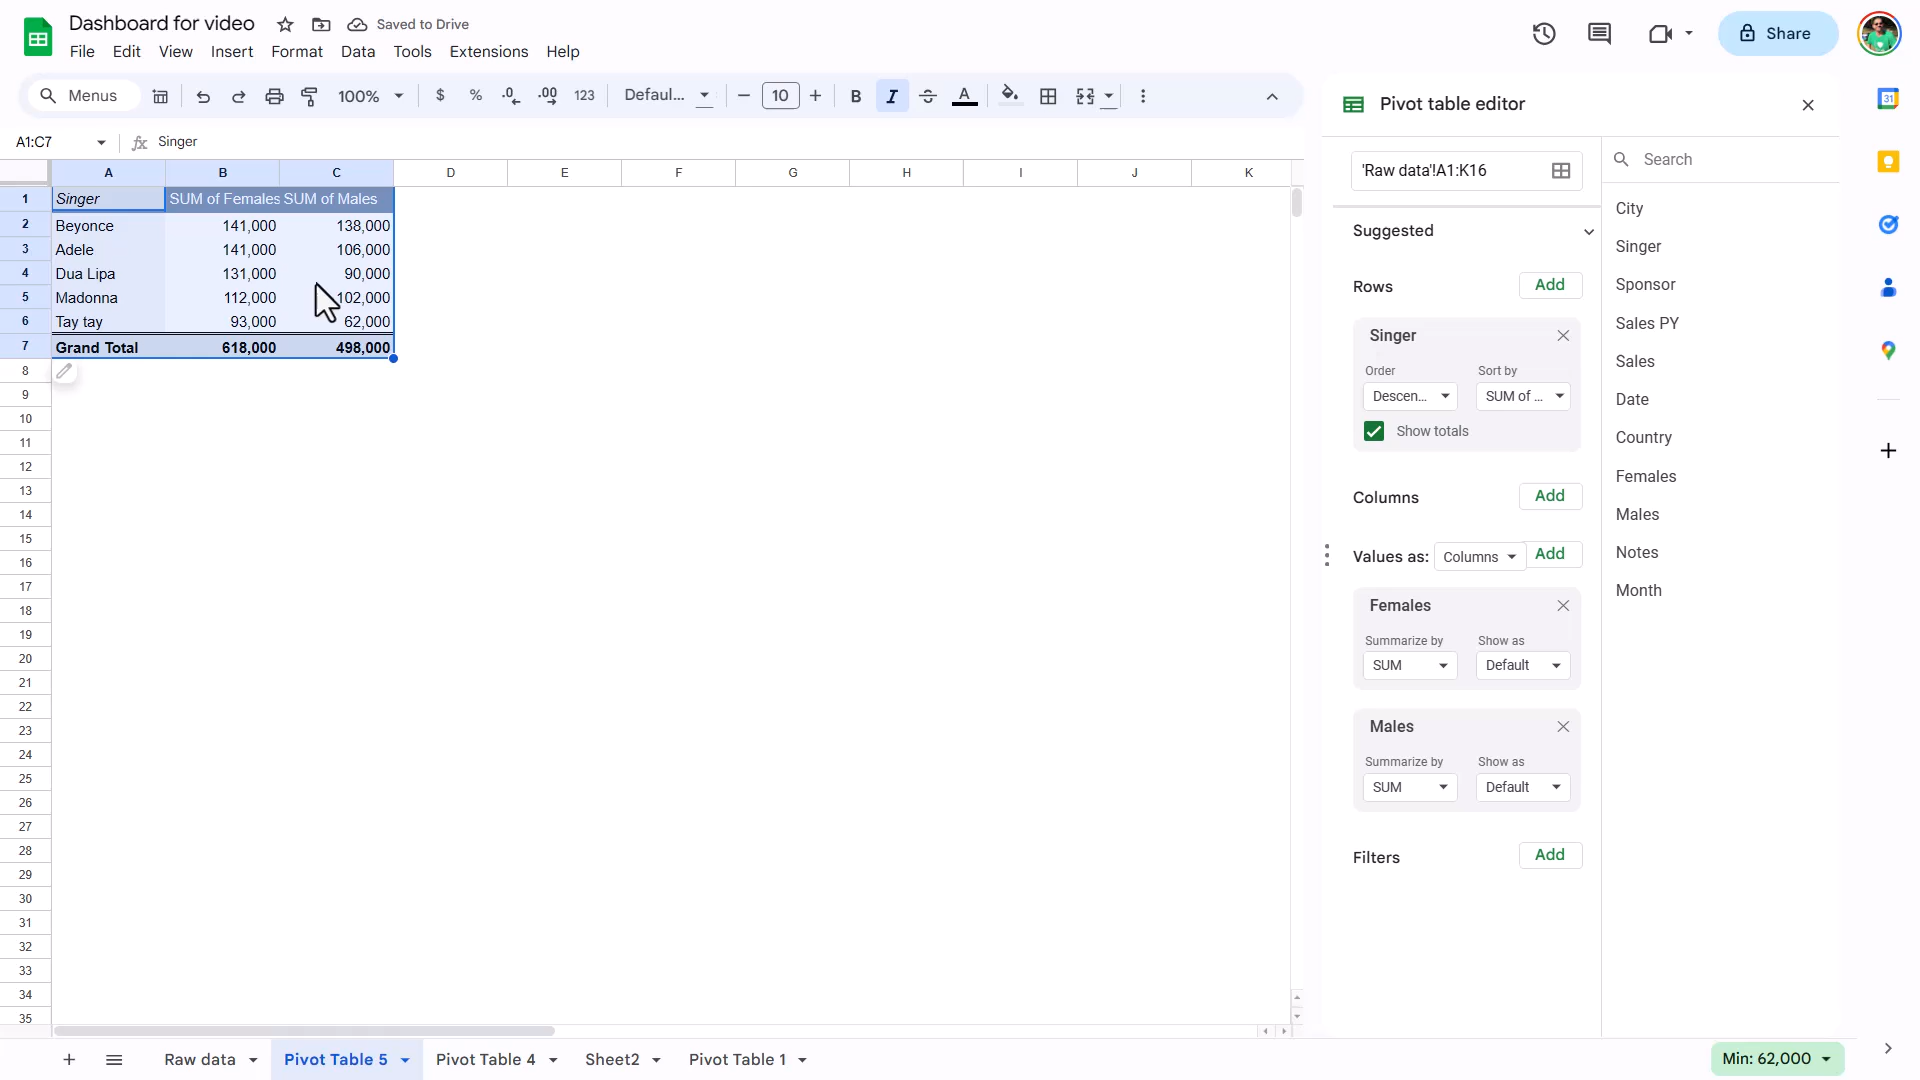 Dashboard for video
Saved to Drive
File Edit View Insert Format Data Tools Extensions Help
Share
Menus 100% $ % .0 .00 123 Defaul... 10 B I A
A1:C7 fx Singer
A B C D E F G H I J K
1 Singer SUM of Females SUM of Males
2 Beyonce 141,000 138,000
3 Adele 141,000 106,000
4 Dua Lipa 131,000 90,000
5 Madonna 112,000 102,000
6 Tay tay 93,000 62,000
7 Grand Total 618,000 498,000
8
9
10
11
12
13
14
15
16
17
18
19
20
21
22
23
24
25
26
27
28
29
30
31
32
33
34
35
Pivot table editor
'Raw data'!A1:K16
Suggested
Rows Add
Singer
Order Sort by
Descen... SUM of ...
Show totals
Columns Add
Values as: Columns Add
Females
Summarize by Show as
SUM Default
Males
Summarize by Show as
SUM Default
Filters Add
Search
City
Singer
Sponsor
Sales PY
Sales
Date
Country
Females
Males
Notes
Month
31
Raw data Pivot Table 5 Pivot Table 4 Sheet2 Pivot Table 1
Min: 62,000